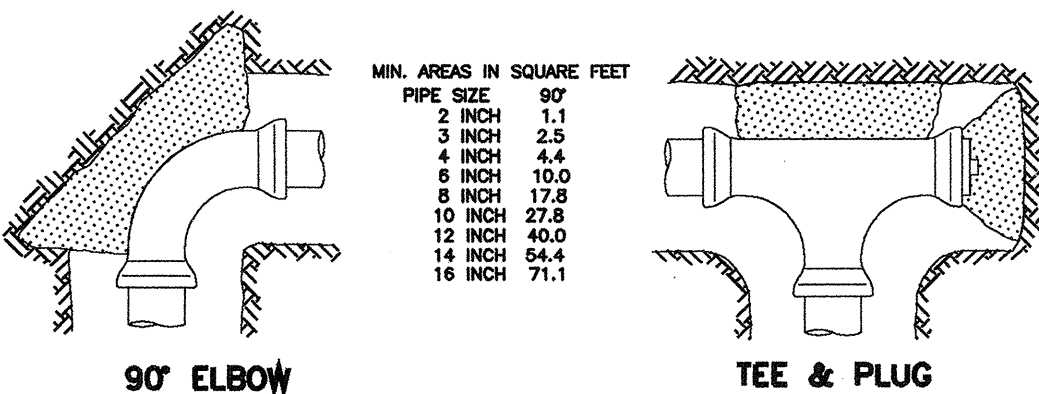 MIN. AREAS IN SQUARE FEET
PIPE SIZE 90°
2 INCH 1.1
3 INCH 2.5
4 INCH 4.4
6 INCH 10.0
8 INCH 17.8
10 INCH 27.8
12 INCH 40.0
14 INCH 54.4
16 INCH 71.1
90° ELBOW
TEE & PLUG